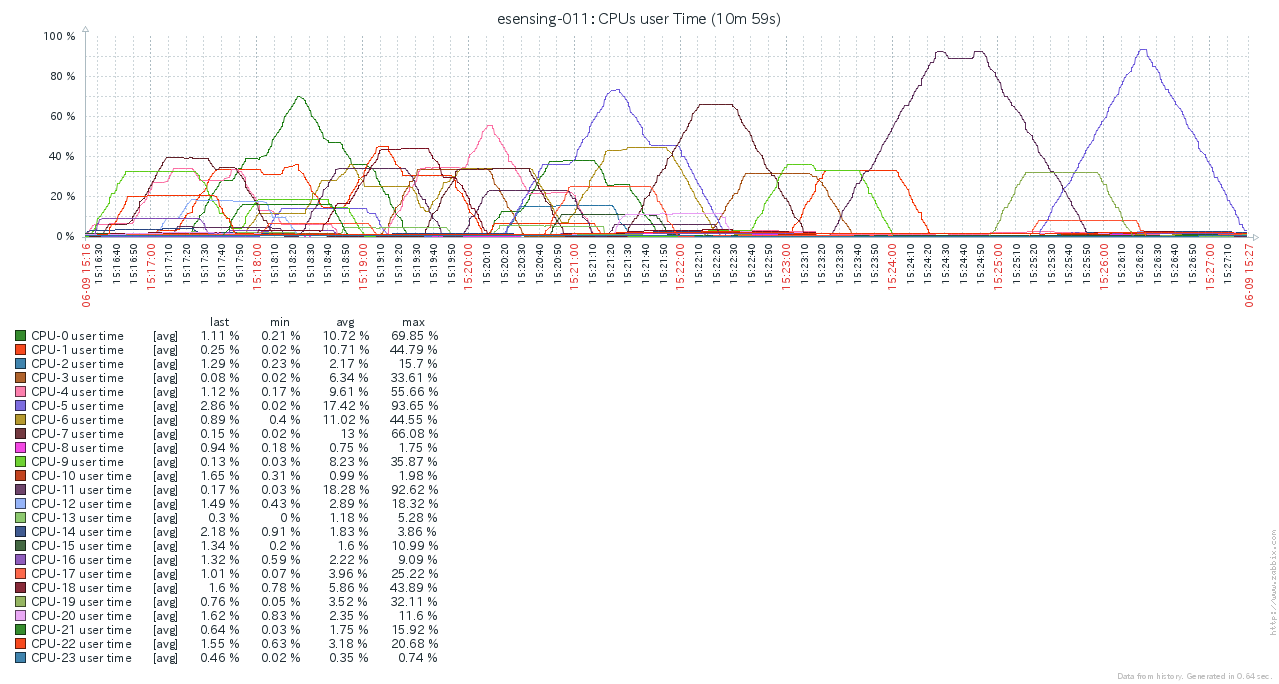 esensing-011: CPUs user Time (10m 59s)
100 %
80 %
60 %
40 %
20 %
0 %
06-09 15:16
15:16:30
15:16:40
15:16:50
15:17:00
15:17:10
15:17:20
15:17:30
15:17:40
15:17:50
15:18:00
15:18:10
15:18:20
15:18:30
15:18:40
15:18:50
15:19:00
15:19:10
15:19:20
15:19:30
15:19:40
15:19:50
15:20:00
15:20:10
15:20:20
15:20:30
15:20:40
15:20:50
15:21:00
15:21:10
15:21:20
15:21:30
15:21:40
15:21:50
15:22:00
15:22:10
15:22:20
15:22:30
15:22:40
15:22:50
15:23:00
15:23:10
15:23:20
15:23:30
15:23:40
15:23:50
15:24:00
15:24:10
15:24:20
15:24:30
15:24:40
15:24:50
15:25:00
15:25:10
15:25:20
15:25:30
15:25:40
15:25:50
15:26:00
15:26:10
15:26:20
15:26:30
15:26:40
15:26:50
15:27:00
15:27:10
06-09 15:27
last min avg max
CPU-0 user time [avg] 1.11 % 0.21 % 10.72 % 69.85 %
CPU-1 user time [avg] 0.25 % 0.02 % 10.71 % 44.79 %
CPU-2 user time [avg] 1.29 % 0.23 % 2.17 % 15.7 %
CPU-3 user time [avg] 0.08 % 0.02 % 6.34 % 33.61 %
CPU-4 user time [avg] 1.12 % 0.17 % 9.61 % 55.66 %
CPU-5 user time [avg] 2.86 % 0.02 % 17.42 % 93.65 %
CPU-6 user time [avg] 0.89 % 0.4 % 11.02 % 44.55 %
CPU-7 user time [avg] 0.15 % 0.02 % 13 % 66.08 %
CPU-8 user time [avg] 0.94 % 0.18 % 0.75 % 1.75 %
CPU-9 user time [avg] 0.13 % 0.03 % 8.23 % 35.87 %
CPU-10 user time [avg] 1.65 % 0.31 % 0.99 % 1.98 %
CPU-11 user time [avg] 0.17 % 0.03 % 18.28 % 92.62 %
CPU-12 user time [avg] 1.49 % 0.43 % 2.89 % 18.32 %
CPU-13 user time [avg] 0.3 % 0 % 1.18 % 5.28 %
CPU-14 user time [avg] 2.18 % 0.91 % 1.83 % 3.86 %
CPU-15 user time [avg] 1.34 % 0.2 % 1.6 % 10.99 %
CPU-16 user time [avg] 1.32 % 0.59 % 2.22 % 9.09 %
CPU-17 user time [avg] 1.01 % 0.07 % 3.96 % 25.22 %
CPU-18 user time [avg] 1.6 % 0.78 % 5.86 % 43.89 %
CPU-19 user time [avg] 0.76 % 0.05 % 3.52 % 32.11 %
CPU-20 user time [avg] 1.62 % 0.83 % 2.35 % 11.6 %
CPU-21 user time [avg] 0.64 % 0.03 % 1.75 % 15.92 %
CPU-22 user time [avg] 1.55 % 0.63 % 3.18 % 20.68 %
CPU-23 user time [avg] 0.46 % 0.02 % 0.35 % 0.74 %
http://www.zabbix.com
Data from history. Generated in 0.64 sec.